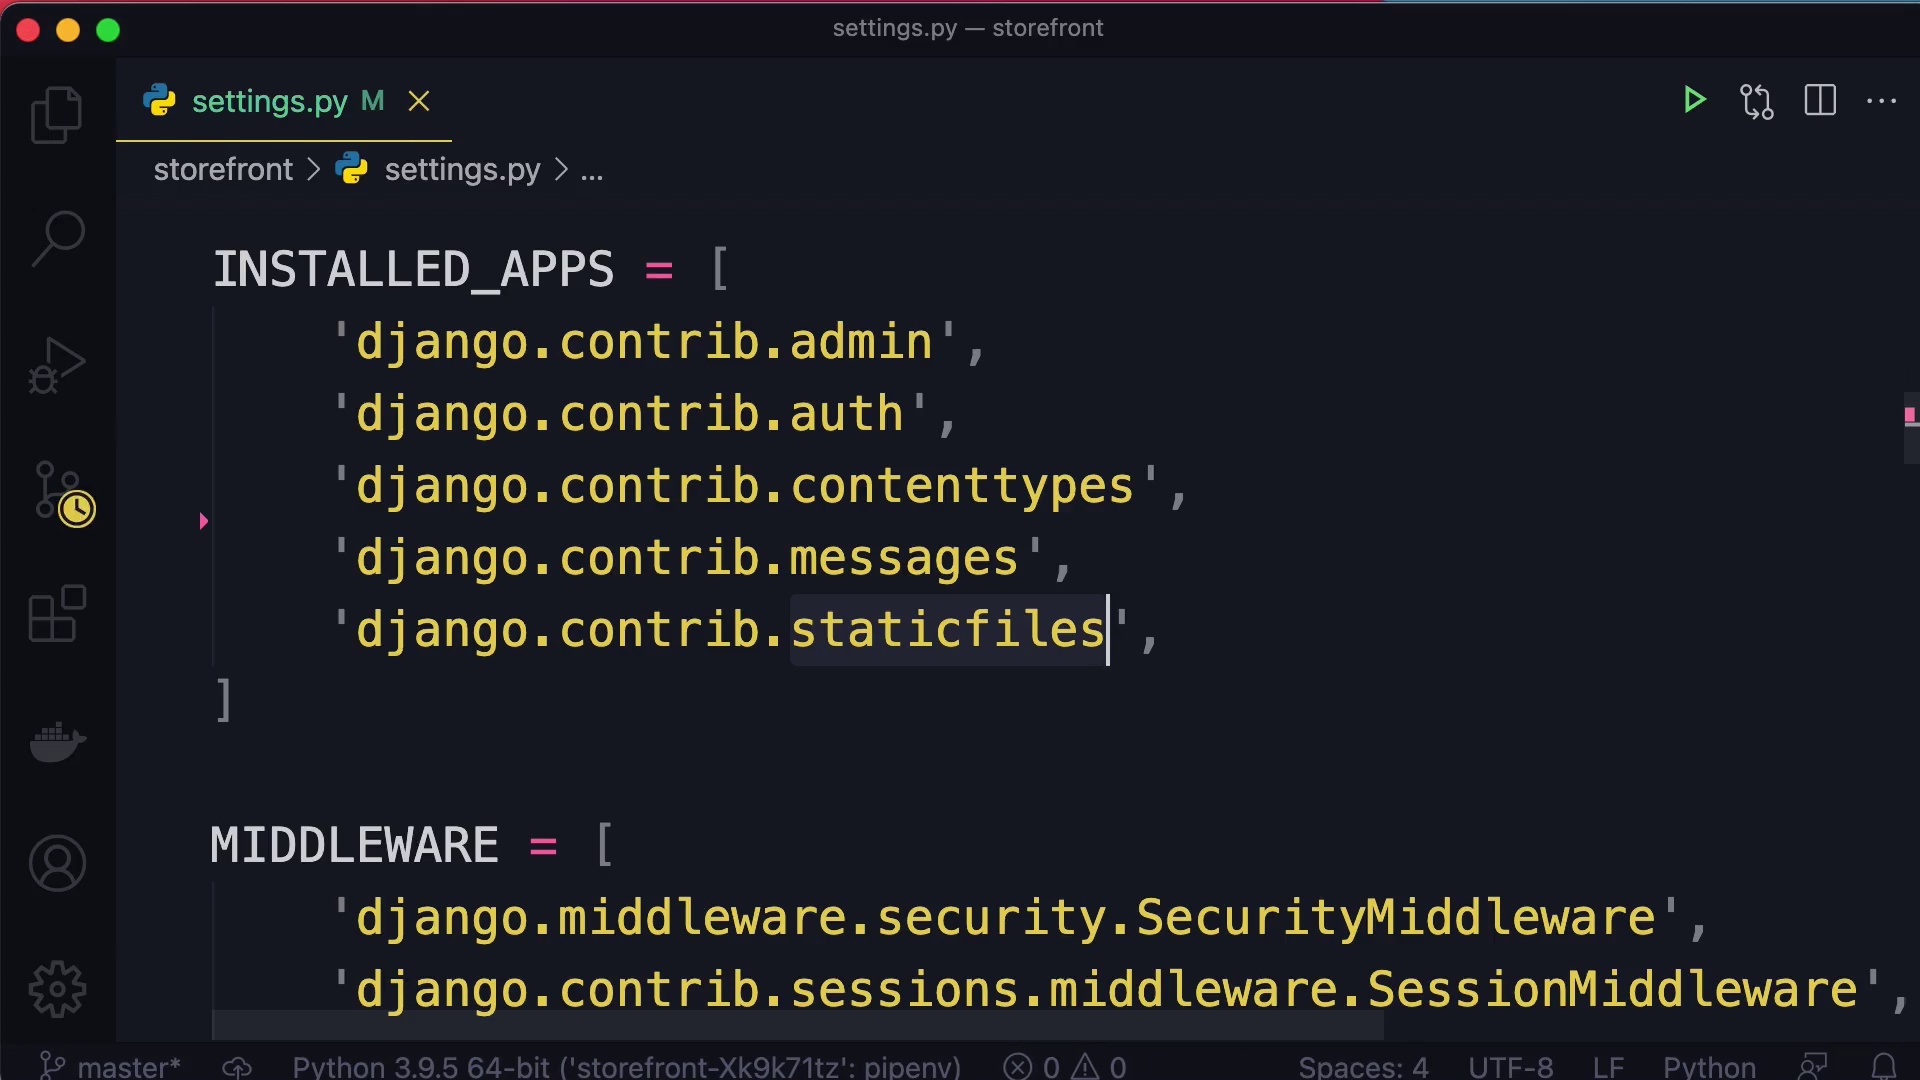 settings.py — storefront
settings.py M
storefront > settings.py > ...
INSTALLED_APPS = [
    'django.contrib.admin',
    'django.contrib.auth',
    'django.contrib.contenttypes',
    'django.contrib.messages',
    'django.contrib.staticfiles',
]
MIDDLEWARE = [
    'django.middleware.security.SecurityMiddleware',
    'django.contrib.sessions.middleware.SessionMiddleware',
master* Python 3.9.5 64-bit ('storefront-Xk9k71tz': pipenv) 0 0 Spaces: 4 UTF-8 LF Python